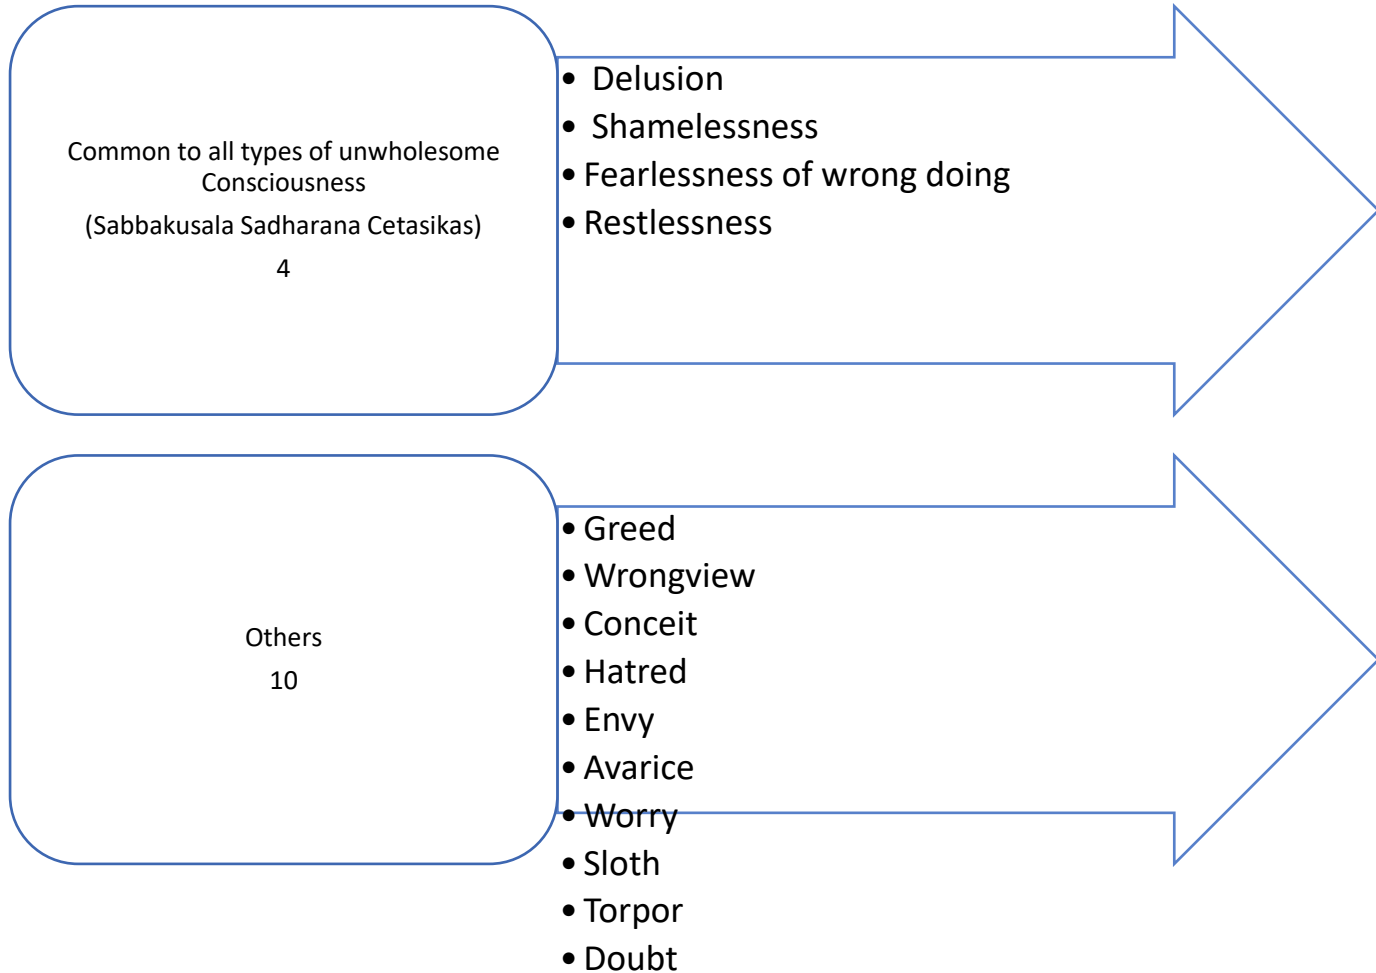 Common to all types of unwholesome
Consciousness
(Sabbakusala Sadharana Cetasikas)
4
• Delusion
• Shamelessness
• Fearlessness of wrong doing
• Restlessness
Others
10
• Greed
• Wrongview
• Conceit
• Hatred
• Envy
• Avarice
• Worry
• Sloth
• Torpor
• Doubt